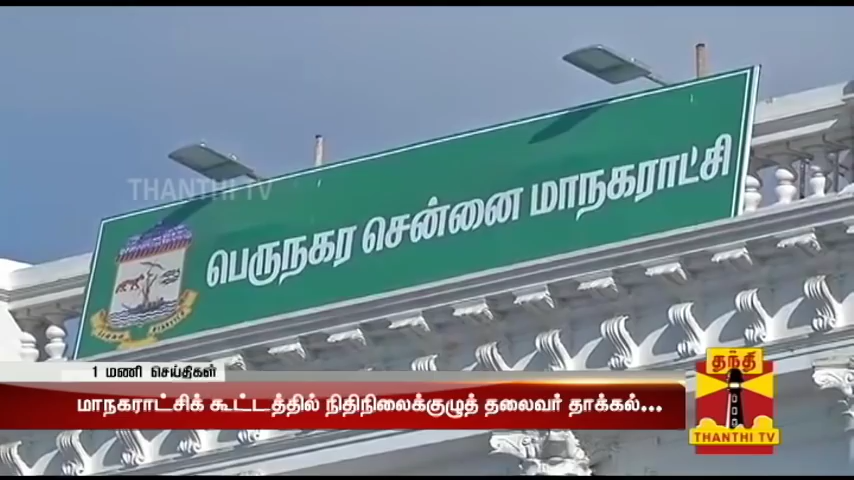 THANTHI TV
பெருநகர சென்னை மாநகராட்சி
1 மணி செய்திகள்
மாநகராட்சிக் கூட்டத்தில் நிதிநிலைக்குழுத் தலைவர் தாக்கல்...
தந்தி
THANTHI TV